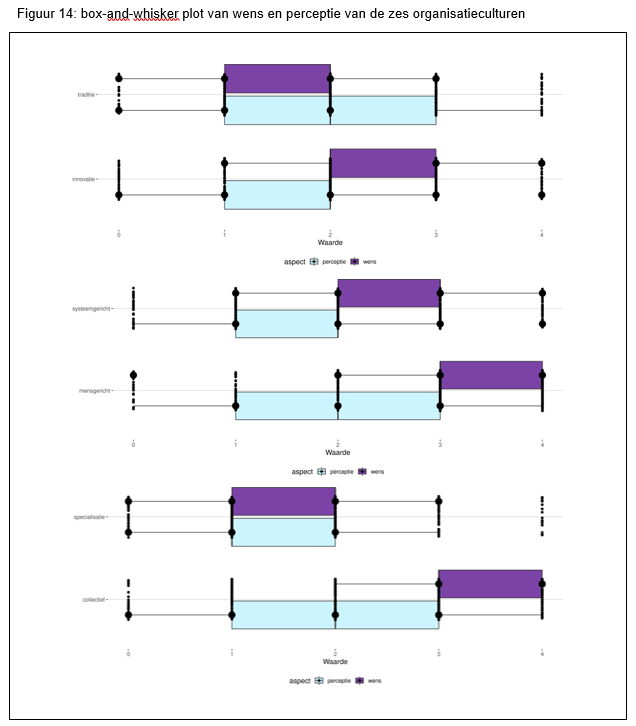 Figuur 14: box-and-whisker plot van wens en perceptie van de zes organisatieculturen
traditie
innovatie
0 1 2 3 4
Waarde
aspect perceptie wens
systeemgericht
mensgericht
0 1 2 3 4
Waarde
aspect perceptie wens
specialisatie
collectief
0 1 2 3 4
Waarde
aspect perceptie wens